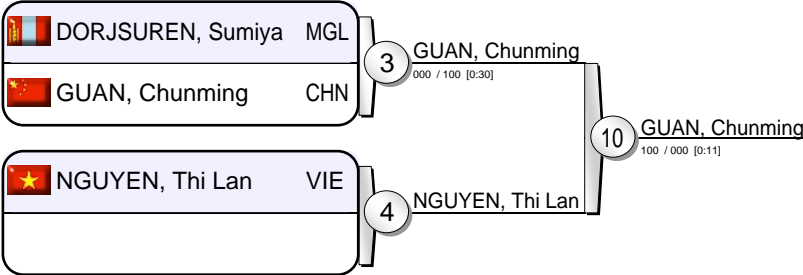 DORJSUREN, Sumiya MGL
GUAN, Chunming CHN
3
GUAN, Chunming
000 / 100 [0:30]
NGUYEN, Thi Lan VIE
4
NGUYEN, Thi Lan
10
GUAN, Chunming
100 / 000 [0:11]